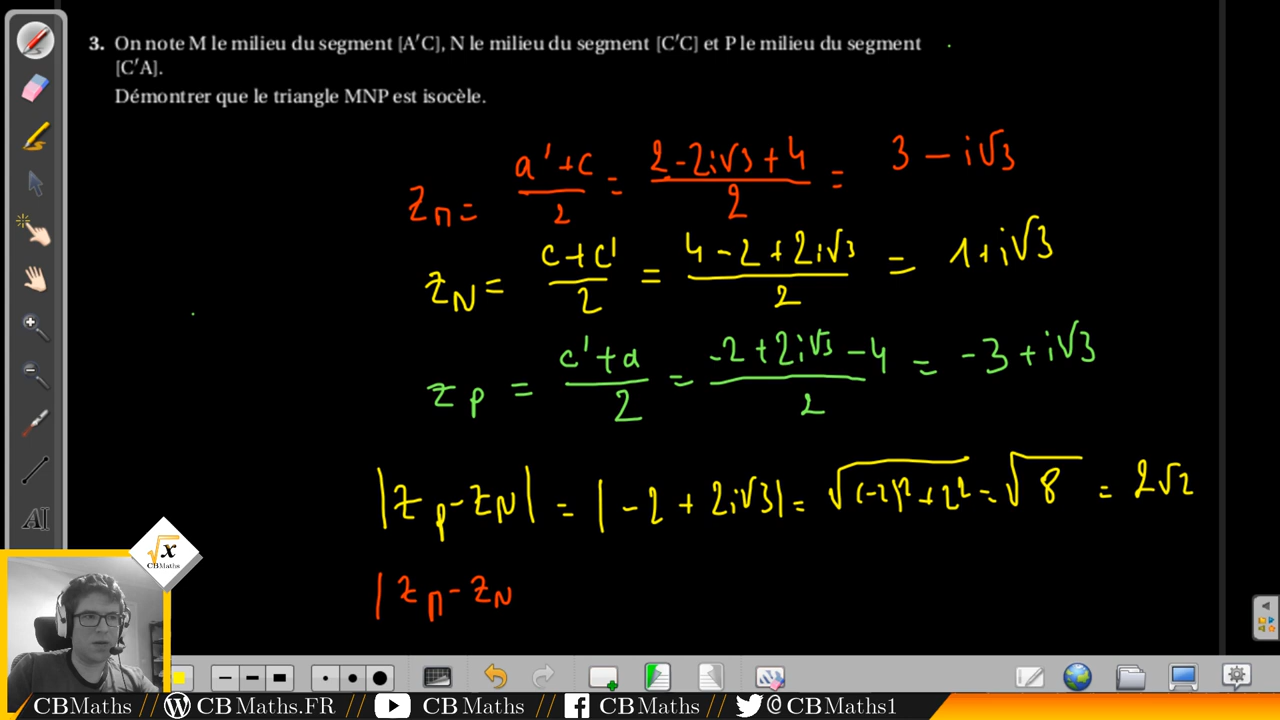 3. On note M le milieu du segment [A′C], N le milieu du segment [C′C] et P le milieu du segment
[C′A].
Démontrer que le triangle MNP est isocèle.
z_M = (a' + c)/2 = (2 - 2i√3 + 4)/2 = 3 - i√3
z_N = (c + c')/2 = (4 - 2 + 2i√3)/2 = 1 + i√3
z_P = (c' + a)/2 = (-2 + 2i√3 - 4)/2 = -3 + i√3
|z_P - z_N| = |-2 + 2i√3| = √((-2)² + 2²) = √8 = 2√2
|z_M - z_N
AI
√x
CBMaths
CBMaths
CBMaths.FR
CB Maths
CBMaths
@CBMaths1